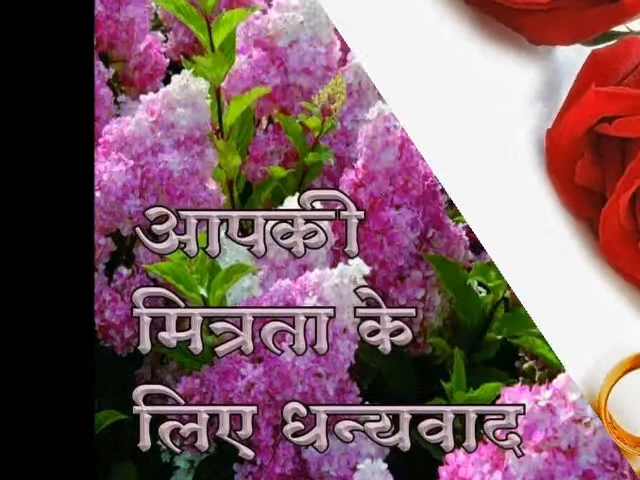 आपकी
मित्रता के
लिए धन्यवाद